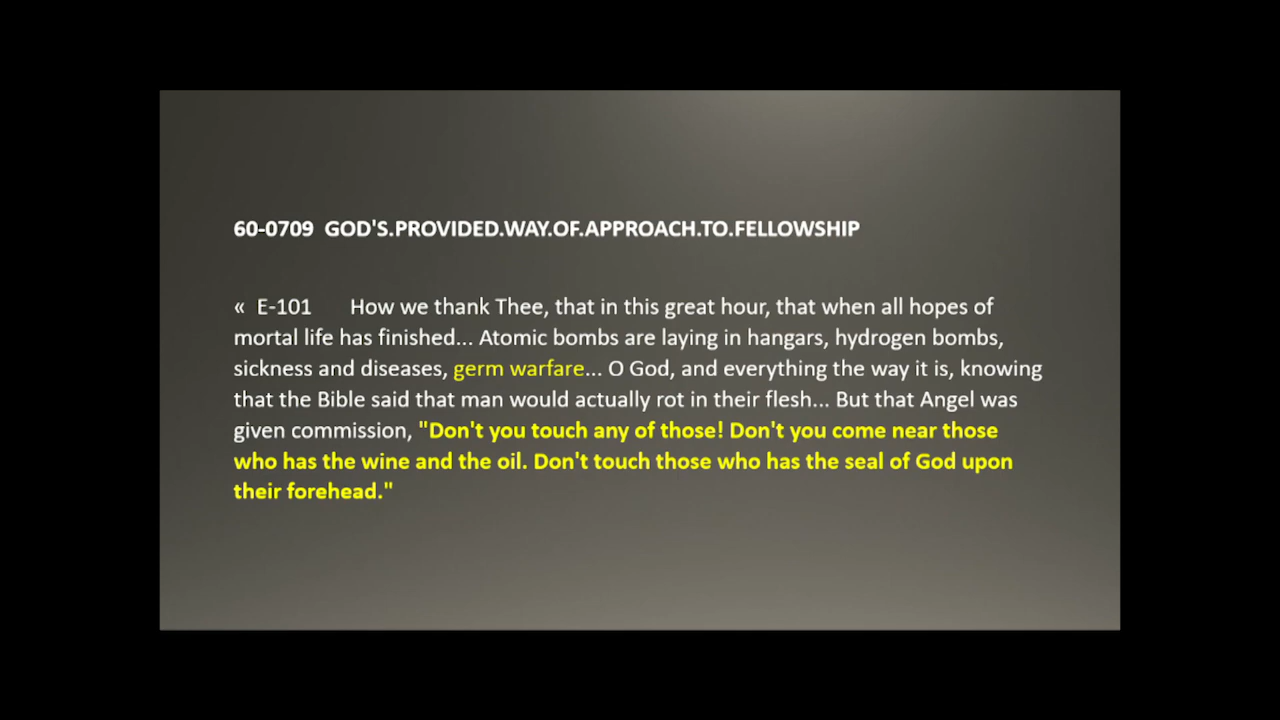 60-0709 GOD'S.PROVIDED.WAY.OF.APPROACH.TO.FELLOWSHIP
« E-101 How we thank Thee, that in this great hour, that when all hopes of
mortal life has finished... Atomic bombs are laying in hangars, hydrogen bombs,
sickness and diseases, germ warfare... O God, and everything the way it is, knowing
that the Bible said that man would actually rot in their flesh... But that Angel was
given commission, "Don't you touch any of those! Don't you come near those
who has the wine and the oil. Don't touch those who has the seal of God upon
their forehead."